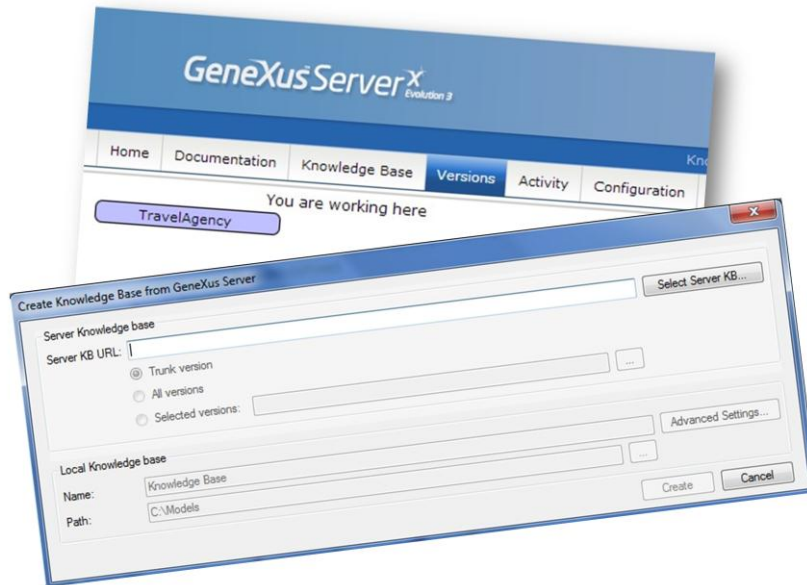 GeneXus Server X
Evolution 3
Home Documentation Knowledge Base Versions Activity Configuration
You are working here
TravelAgency
Create Knowledge Base from GeneXus Server
Server Knowledge base
Server KB URL: Select Server KB...
Trunk version
All versions
Selected versions: ...
Local Knowledge base
Name: Knowledge Base Advanced Settings...
Path: C:\Models ...
Create Cancel